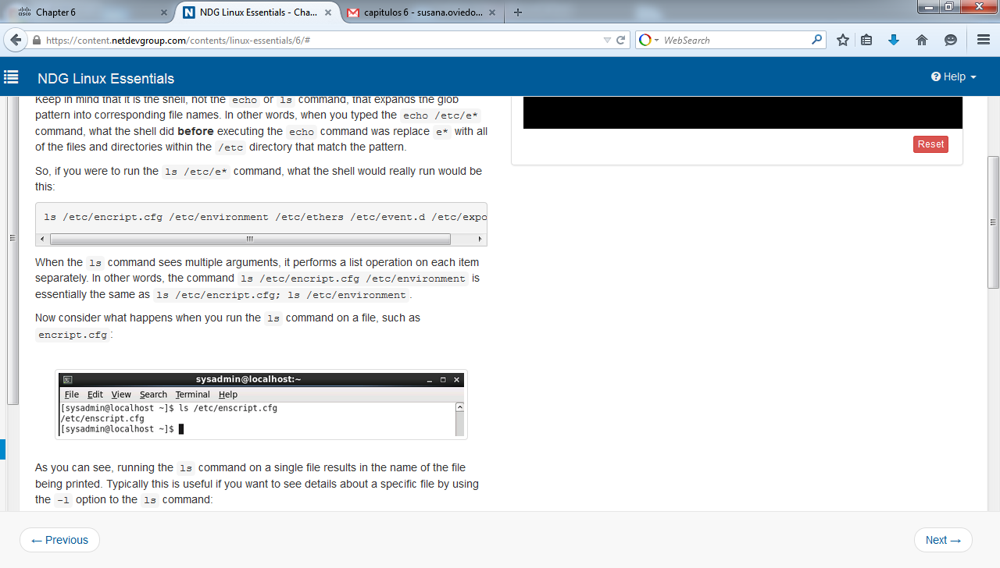 Chapter 6
NDG Linux Essentials - Cha...
capitulos 6 - susana.oviedo...
https://content.netdevgroup.com/contents/linux-essentials/6/#
WebSearch
NDG Linux Essentials
Help
Keep in mind that it is the shell, not the echo or ls command, that expands the glob
pattern into corresponding file names. In other words, when you typed the echo /etc/e*
command, what the shell did before executing the echo command was replace e* with all
of the files and directories within the /etc directory that match the pattern.
So, if you were to run the ls /etc/e* command, what the shell would really run would be
this:
ls /etc/encript.cfg /etc/environment /etc/ethers /etc/event.d /etc/expo
When the ls command sees multiple arguments, it performs a list operation on each item
separately. In other words, the command ls /etc/encript.cfg /etc/environment is
essentially the same as ls /etc/encript.cfg; ls /etc/environment.
Now consider what happens when you run the ls command on a file, such as
encript.cfg:
sysadmin@localhost:~
File Edit View Search Terminal Help
[sysadmin@localhost ~]$ ls /etc/enscript.cfg
/etc/enscript.cfg
[sysadmin@localhost ~]$
As you can see, running the ls command on a single file results in the name of the file
being printed. Typically this is useful if you want to see details about a specific file by using
the -l option to the ls command:
Reset
← Previous
Next →